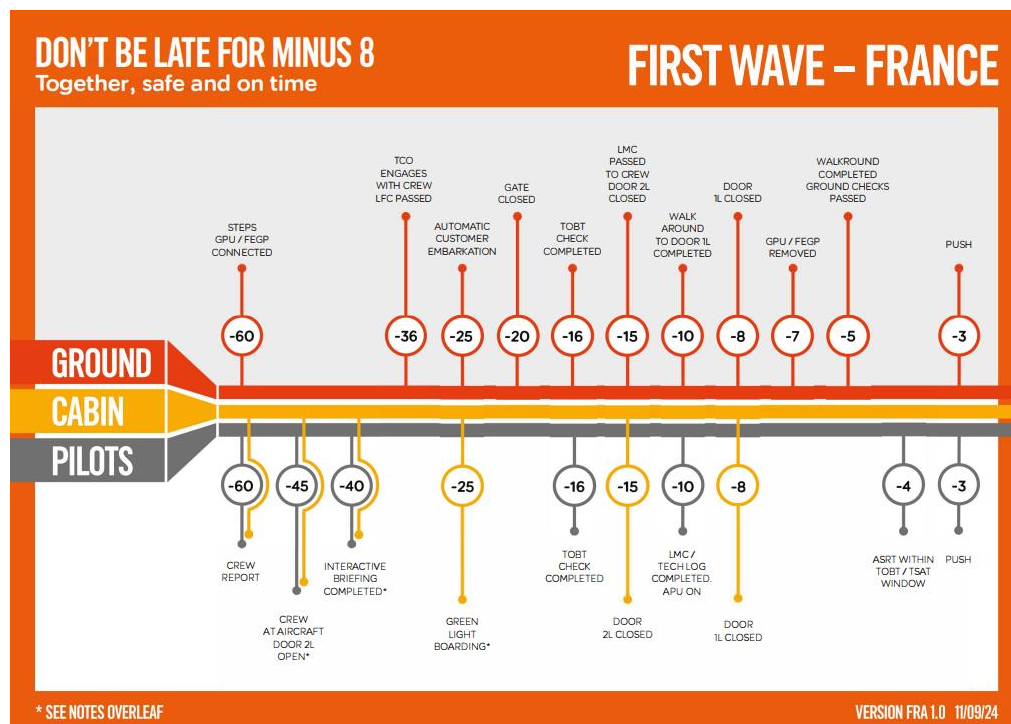 DON'T BE LATE FOR MINUS 8
Together, safe and on time
FIRST WAVE – FRANCE
STEPS
GPU / FEGP
CONNECTED
TCO
ENGAGES
WITH CREW
LFC PASSED
AUTOMATIC
CUSTOMER
EMBARKATION
GATE
CLOSED
TOBT
CHECK
COMPLETED
LMC
PASSED
TO CREW
DOOR 2L
CLOSED
WALK
AROUND
TO DOOR 1L
COMPLETED
DOOR
1L CLOSED
GPU / FEGP
REMOVED
WALKROUND
COMPLETED
GROUND CHECKS
PASSED
PUSH
-60
-36
-25
-20
-16
-15
-10
-8
-7
-5
-3
GROUND
CABIN
PILOTS
-60
-45
-40
-25
-16
-15
-10
-8
-4
-3
CREW
REPORT
CREW
AT AIRCRAFT
DOOR 2L
OPEN*
INTERACTIVE
BRIEFING
COMPLETED*
GREEN
LIGHT
BOARDING*
TOBT
CHECK
COMPLETED
DOOR
2L CLOSED
LMC /
TECH LOG
COMPLETED.
APU ON
DOOR
1L CLOSED
ASRT WITHIN
TOBT / TSAT
WINDOW
PUSH
* SEE NOTES OVERLEAF
VERSION FRA 1.0 11/09/24